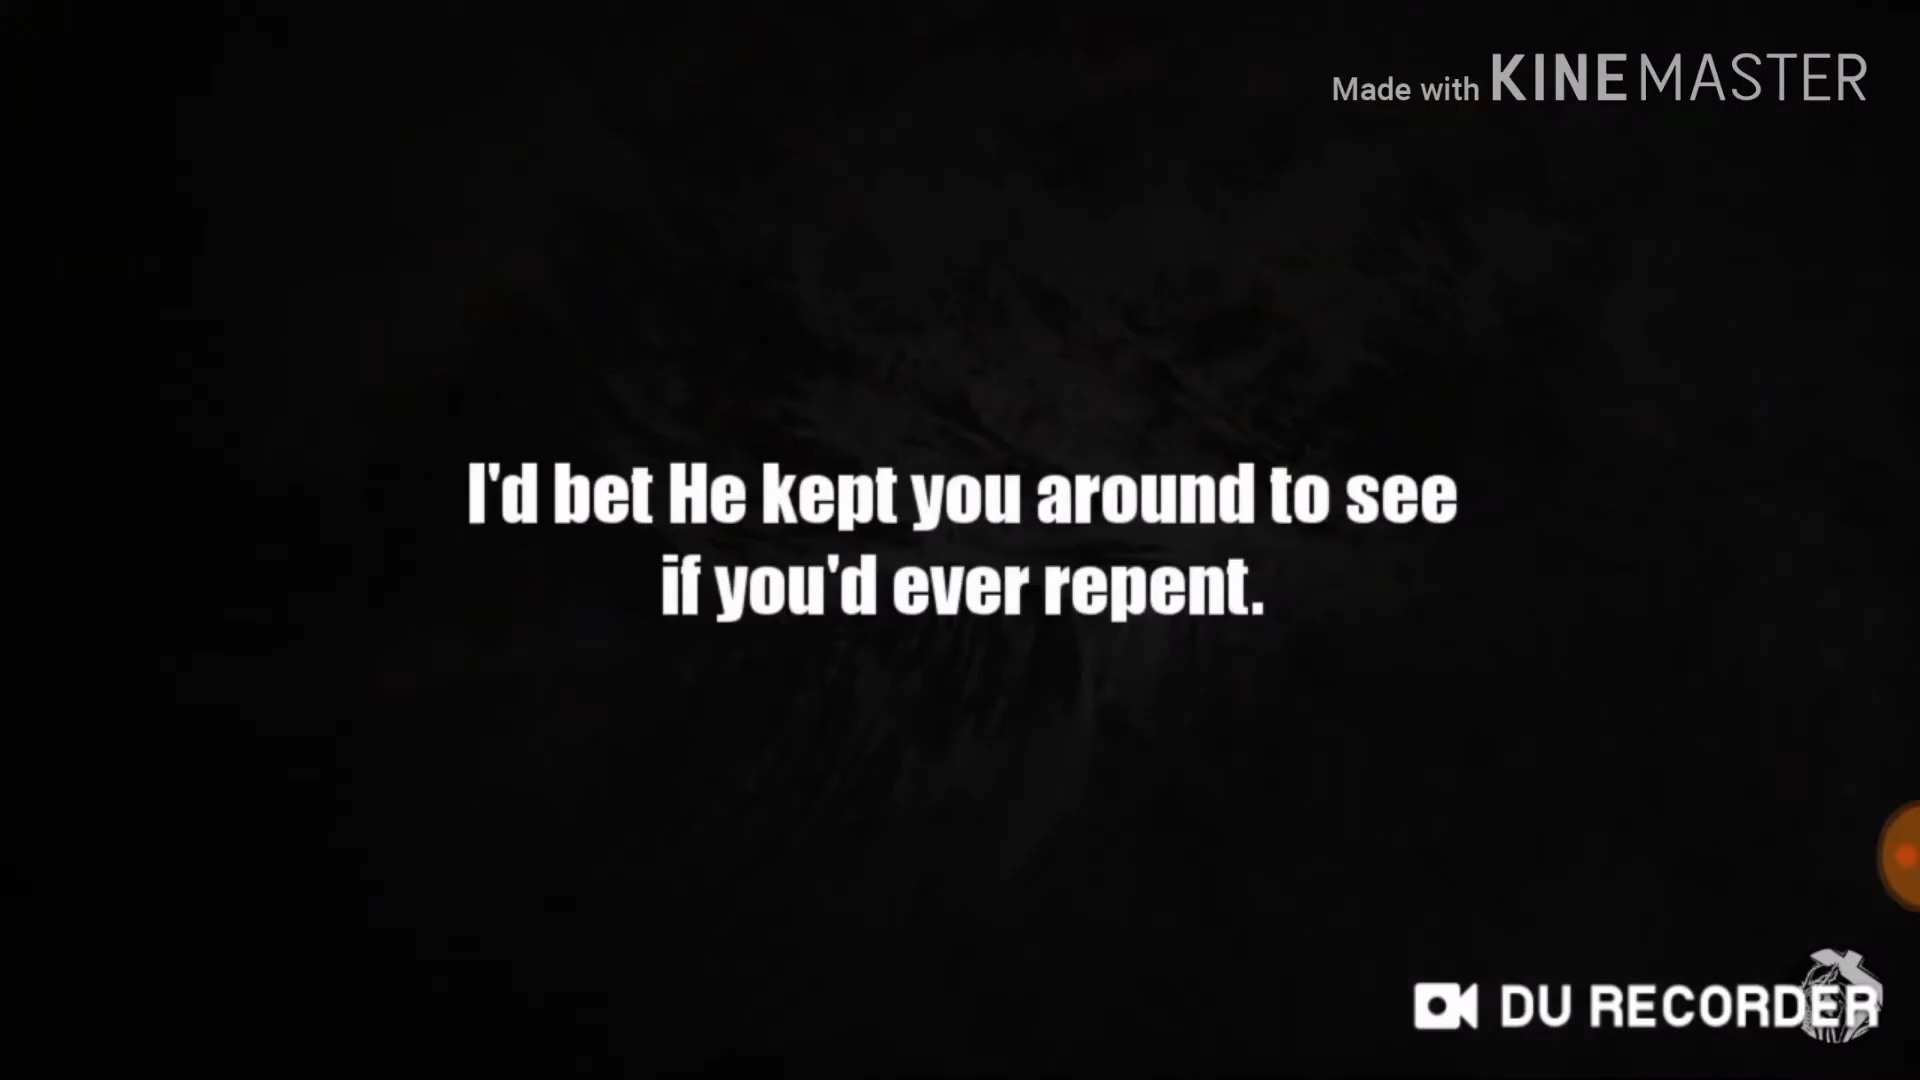 Made with KINEMASTER
I'd bet He kept you around to see
if you'd ever repent.
DU RECORDER